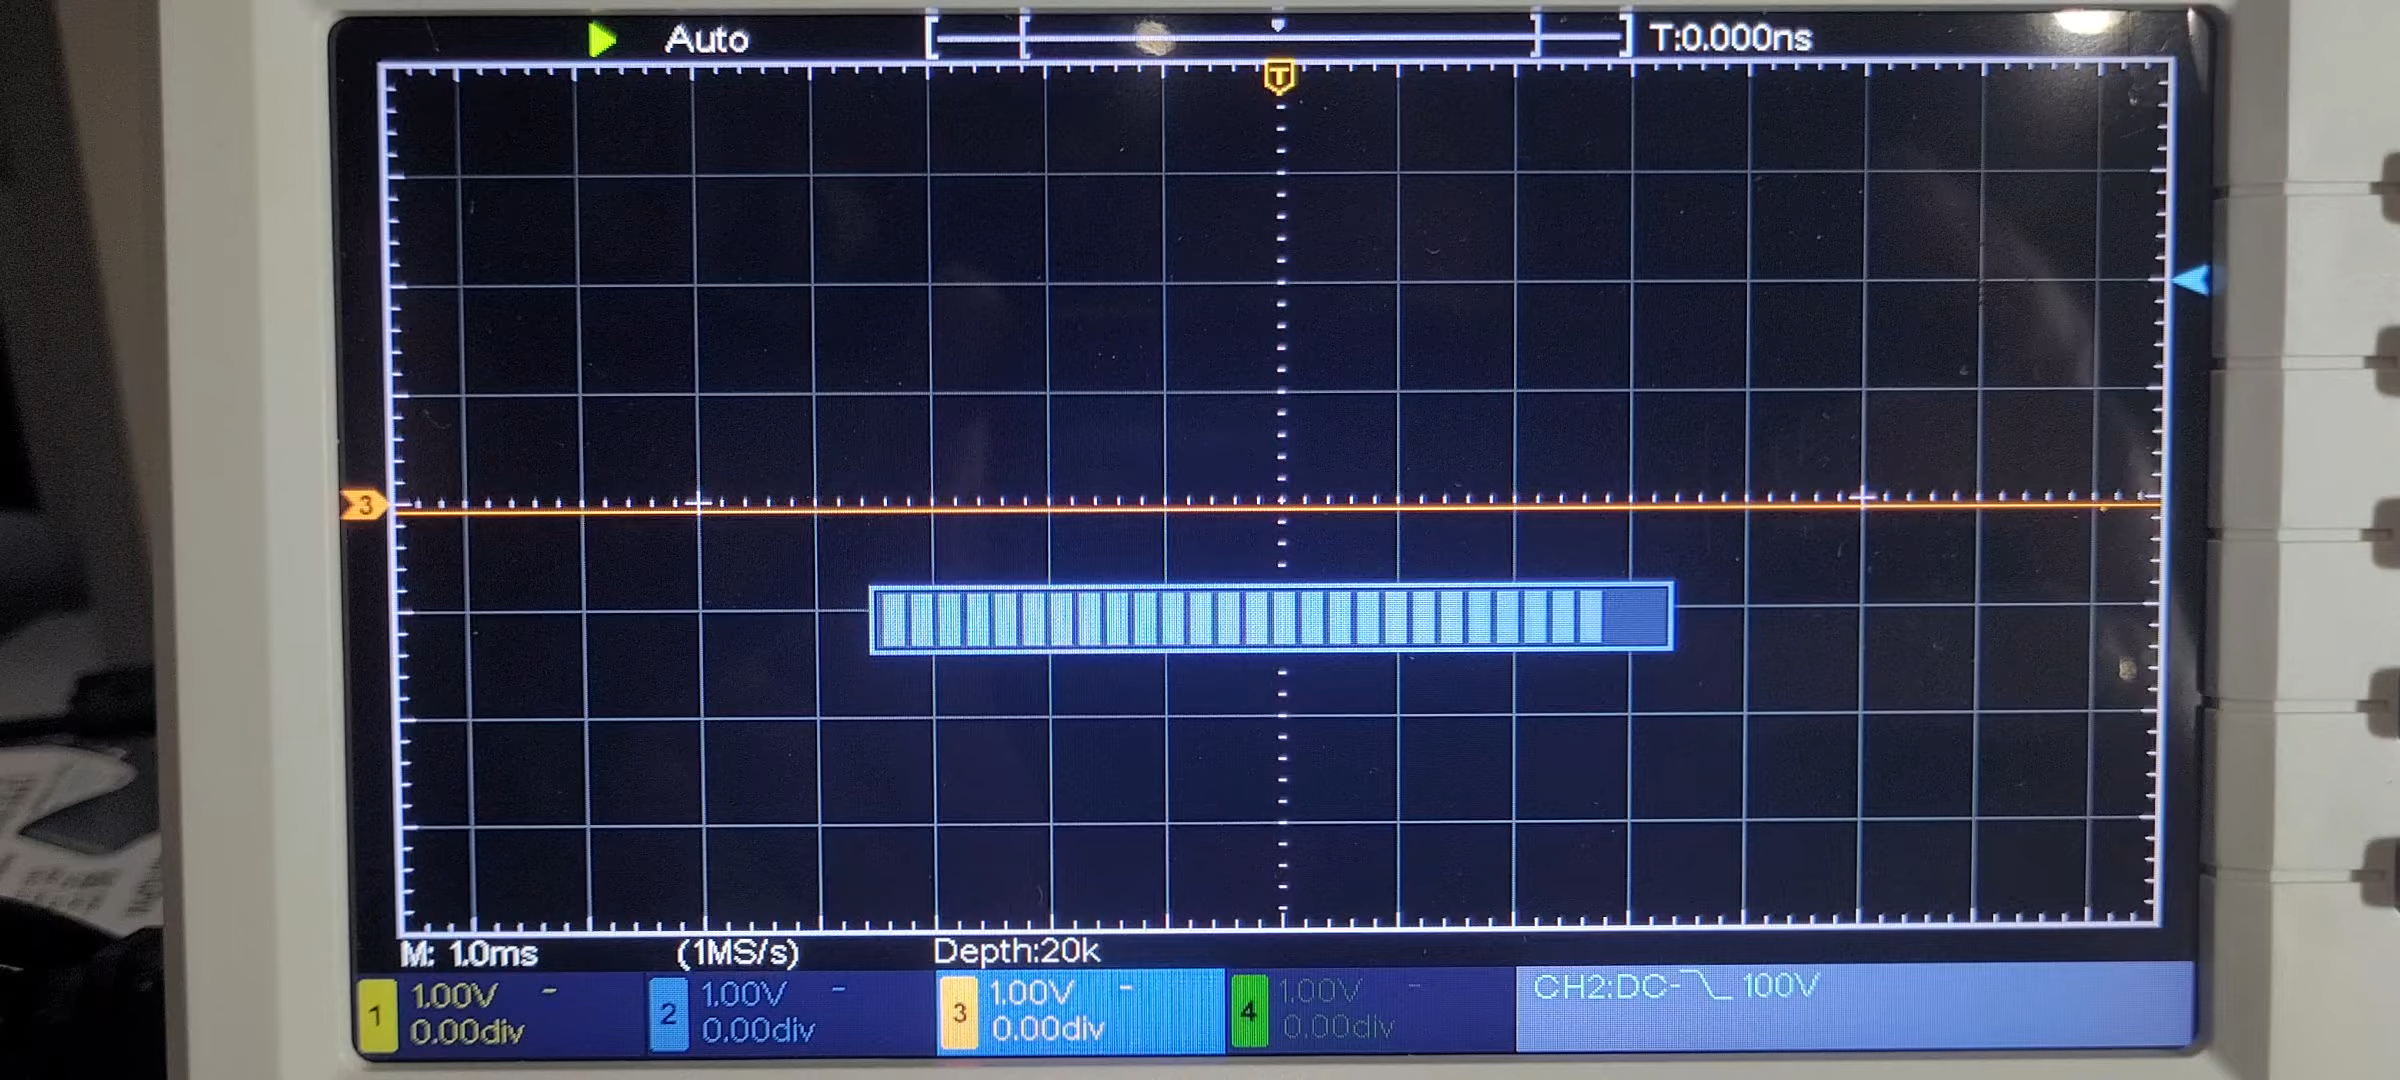 Auto
T:0.000ns
T
3
M: 1.0ms (1MS/s) Depth:20k
1 1.00V - 0.00div
2 1.00V - 0.00div
3 1.00V - 0.00div
4 1.00V - 0.00div
CH2:DC- 100V